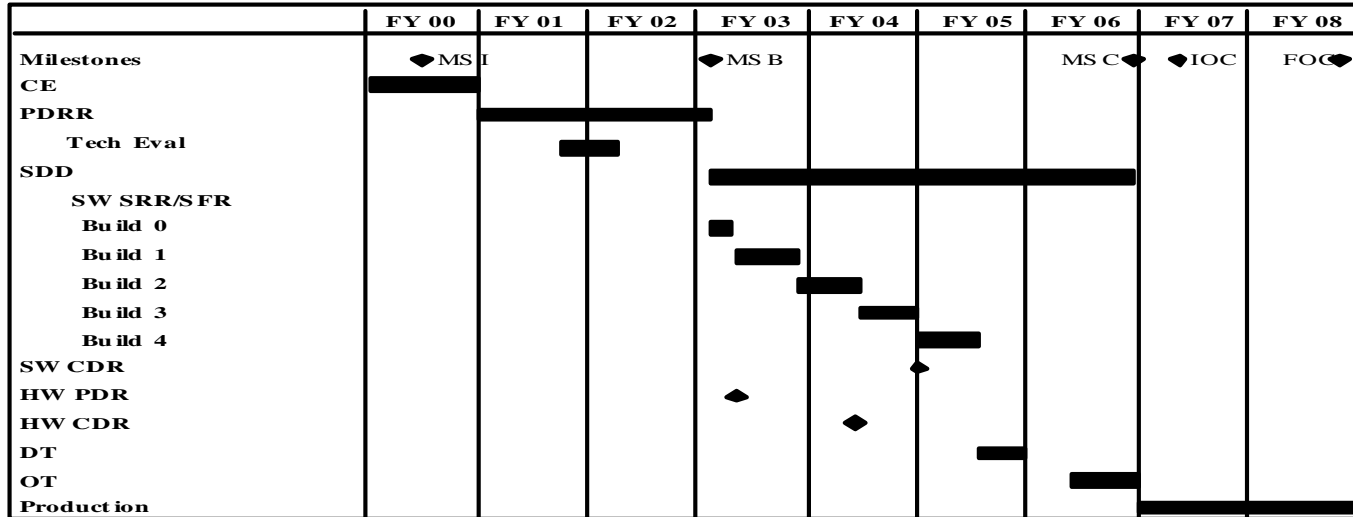 FY 00 FY 01 FY 02 FY 03 FY 04 FY 05 FY 06 FY 07 FY 08
Milestones MS I MS B MS C IOC FOC
CE
PDRR
Tech Eval
SDD
SW SRR/SFR
Build 0
Build 1
Build 2
Build 3
Build 4
SW CDR
HW PDR
HW CDR
DT
OT
Production